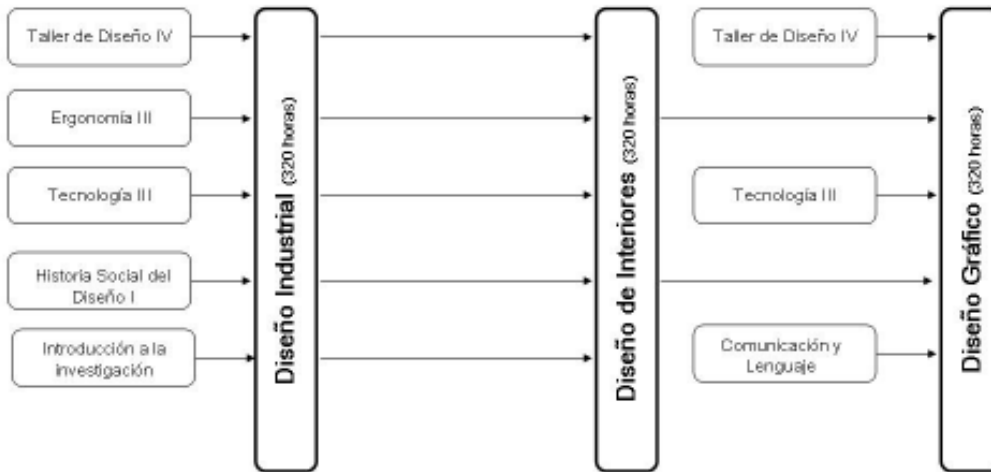 Taller de Diseño IV
Ergonomía III
Tecnología III
Historia Social del
Diseño I
Introducción a la
investigación
Diseño Industrial (320 horas)
Diseño de Interiores (320 horas)
Taller de Diseño IV
Tecnología III
Comunicación y
Lenguaje
Diseño Gráfico (320 horas)